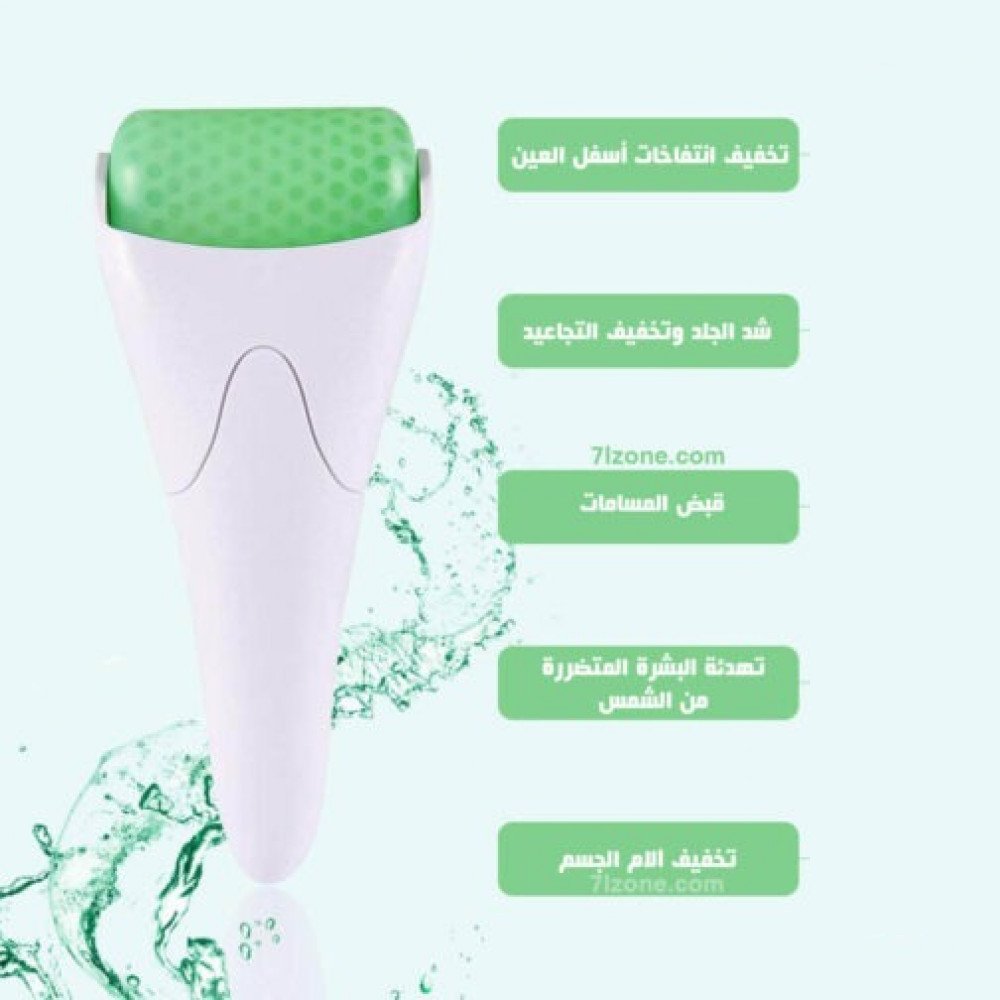 تخفيف انتفاخات أسفل العين
شد الجلد وتخفيف التجاعيد
7lzone.com
قبض المسامات
تهدئة البشرة المتضررة
من الشمس
تخفيف الام الجسم
7lzone.com